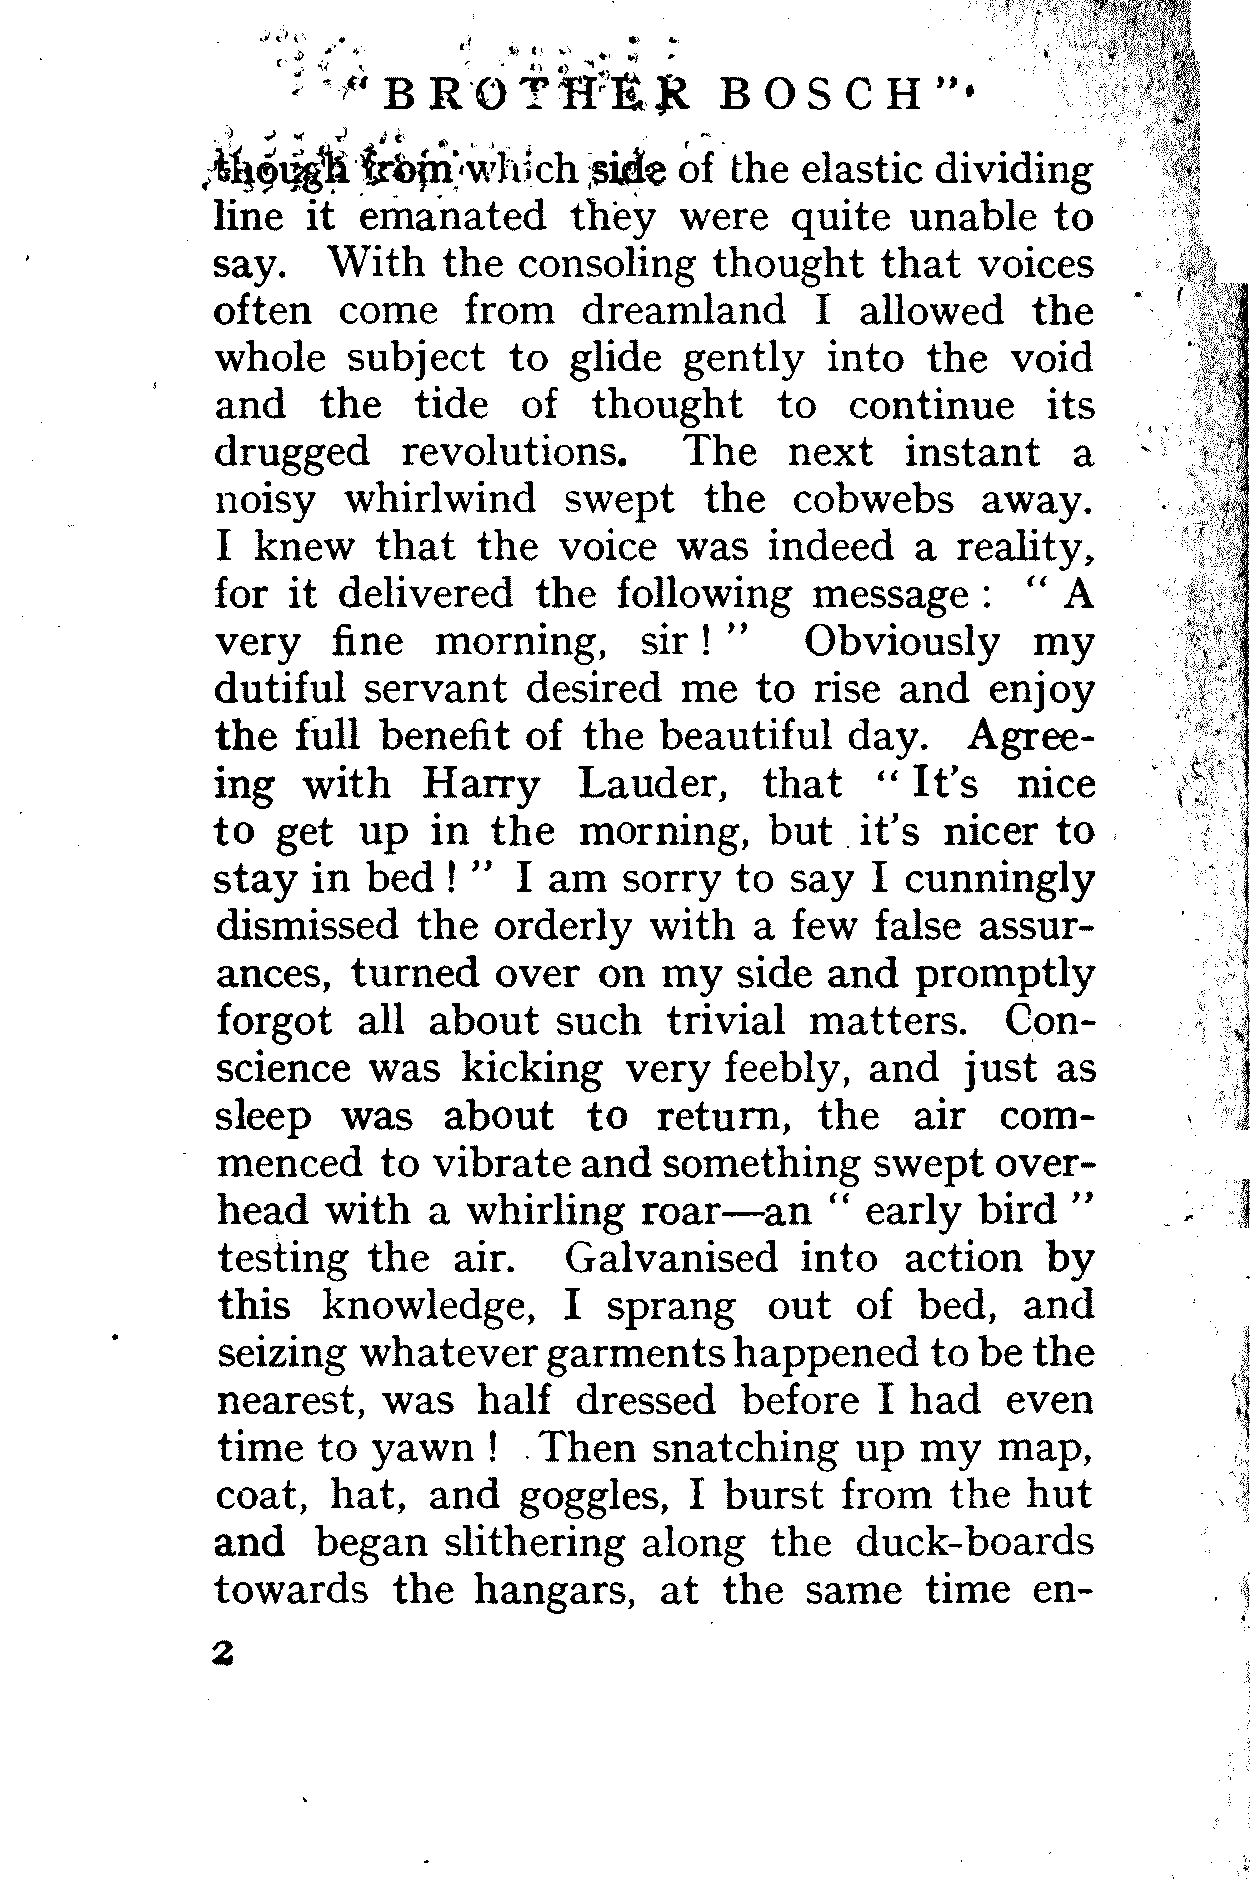 "BROTHER BOSCH"
though from which side of the elastic dividing
line it emanated they were quite unable to
say. With the consoling thought that voices
often come from dreamland I allowed the
whole subject to glide gently into the void
and the tide of thought to continue its
drugged revolutions. The next instant a
noisy whirlwind swept the cobwebs away.
I knew that the voice was indeed a reality,
for it delivered the following message : " A
very fine morning, sir ! " Obviously my
dutiful servant desired me to rise and enjoy
the full benefit of the beautiful day. Agree-
ing with Harry Lauder, that " It's nice
to get up in the morning, but it's nicer to
stay in bed ! " I am sorry to say I cunningly
dismissed the orderly with a few false assur-
ances, turned over on my side and promptly
forgot all about such trivial matters. Con-
science was kicking very feebly, and just as
sleep was about to return, the air com-
menced to vibrate and something swept over-
head with a whirling roar—an " early bird "
testing the air. Galvanised into action by
this knowledge, I sprang out of bed, and
seizing whatever garments happened to be the
nearest, was half dressed before I had even
time to yawn ! Then snatching up my map,
coat, hat, and goggles, I burst from the hut
and began slithering along the duck-boards
towards the hangars, at the same time en-
2